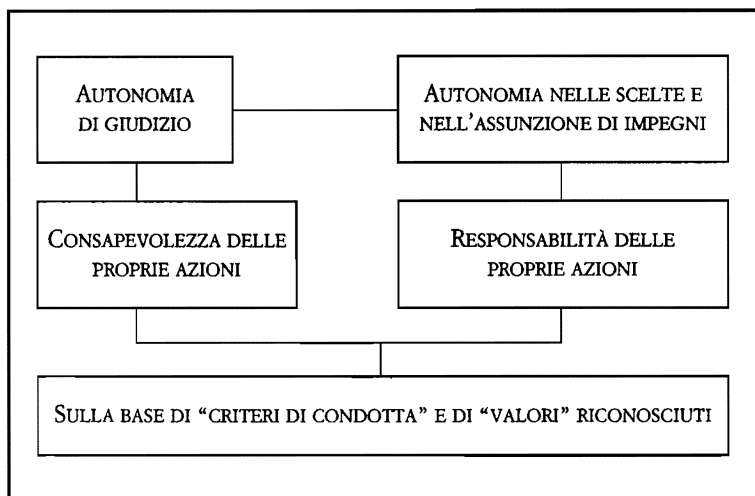 AUTONOMIA
DI GIUDIZIO
AUTONOMIA NELLE SCELTE E
NELL'ASSUNZIONE DI IMPEGNI
CONSAPEVOLEZZA DELLE
PROPRIE AZIONI
RESPONSABILITÀ DELLE
PROPRIE AZIONI
SULLA BASE DI “CRITERI DI CONDOTTA” E DI “VALORI” RICONOSCIUTI